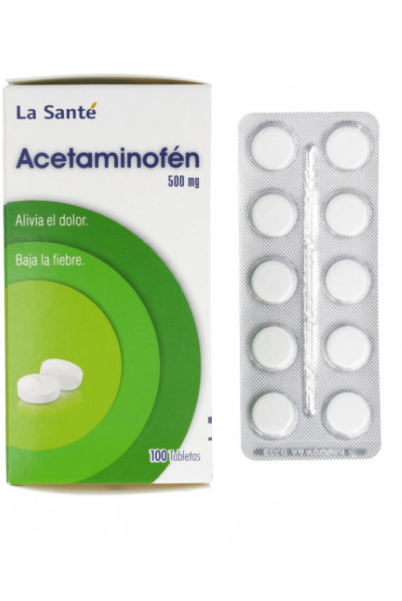 La Santé
Acetaminofén
500 mg
Alivia el dolor.
Baja la fiebre.
100 Tabletas